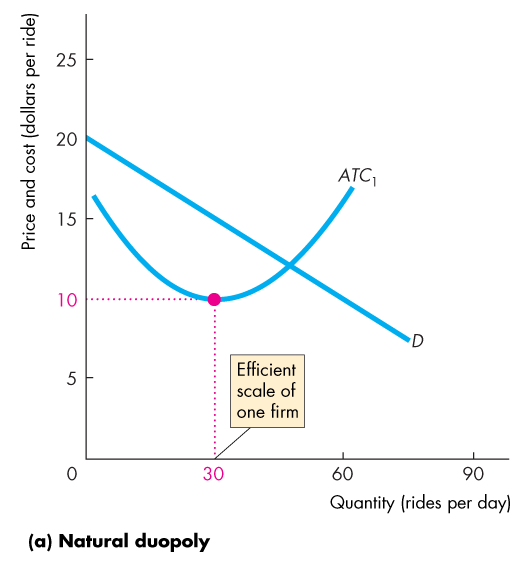 Price and cost (dollars per ride)
25
20
15
10
5
0
30
60
90
ATC1
D
Efficient
scale of
one firm
Quantity (rides per day)
(a) Natural duopoly